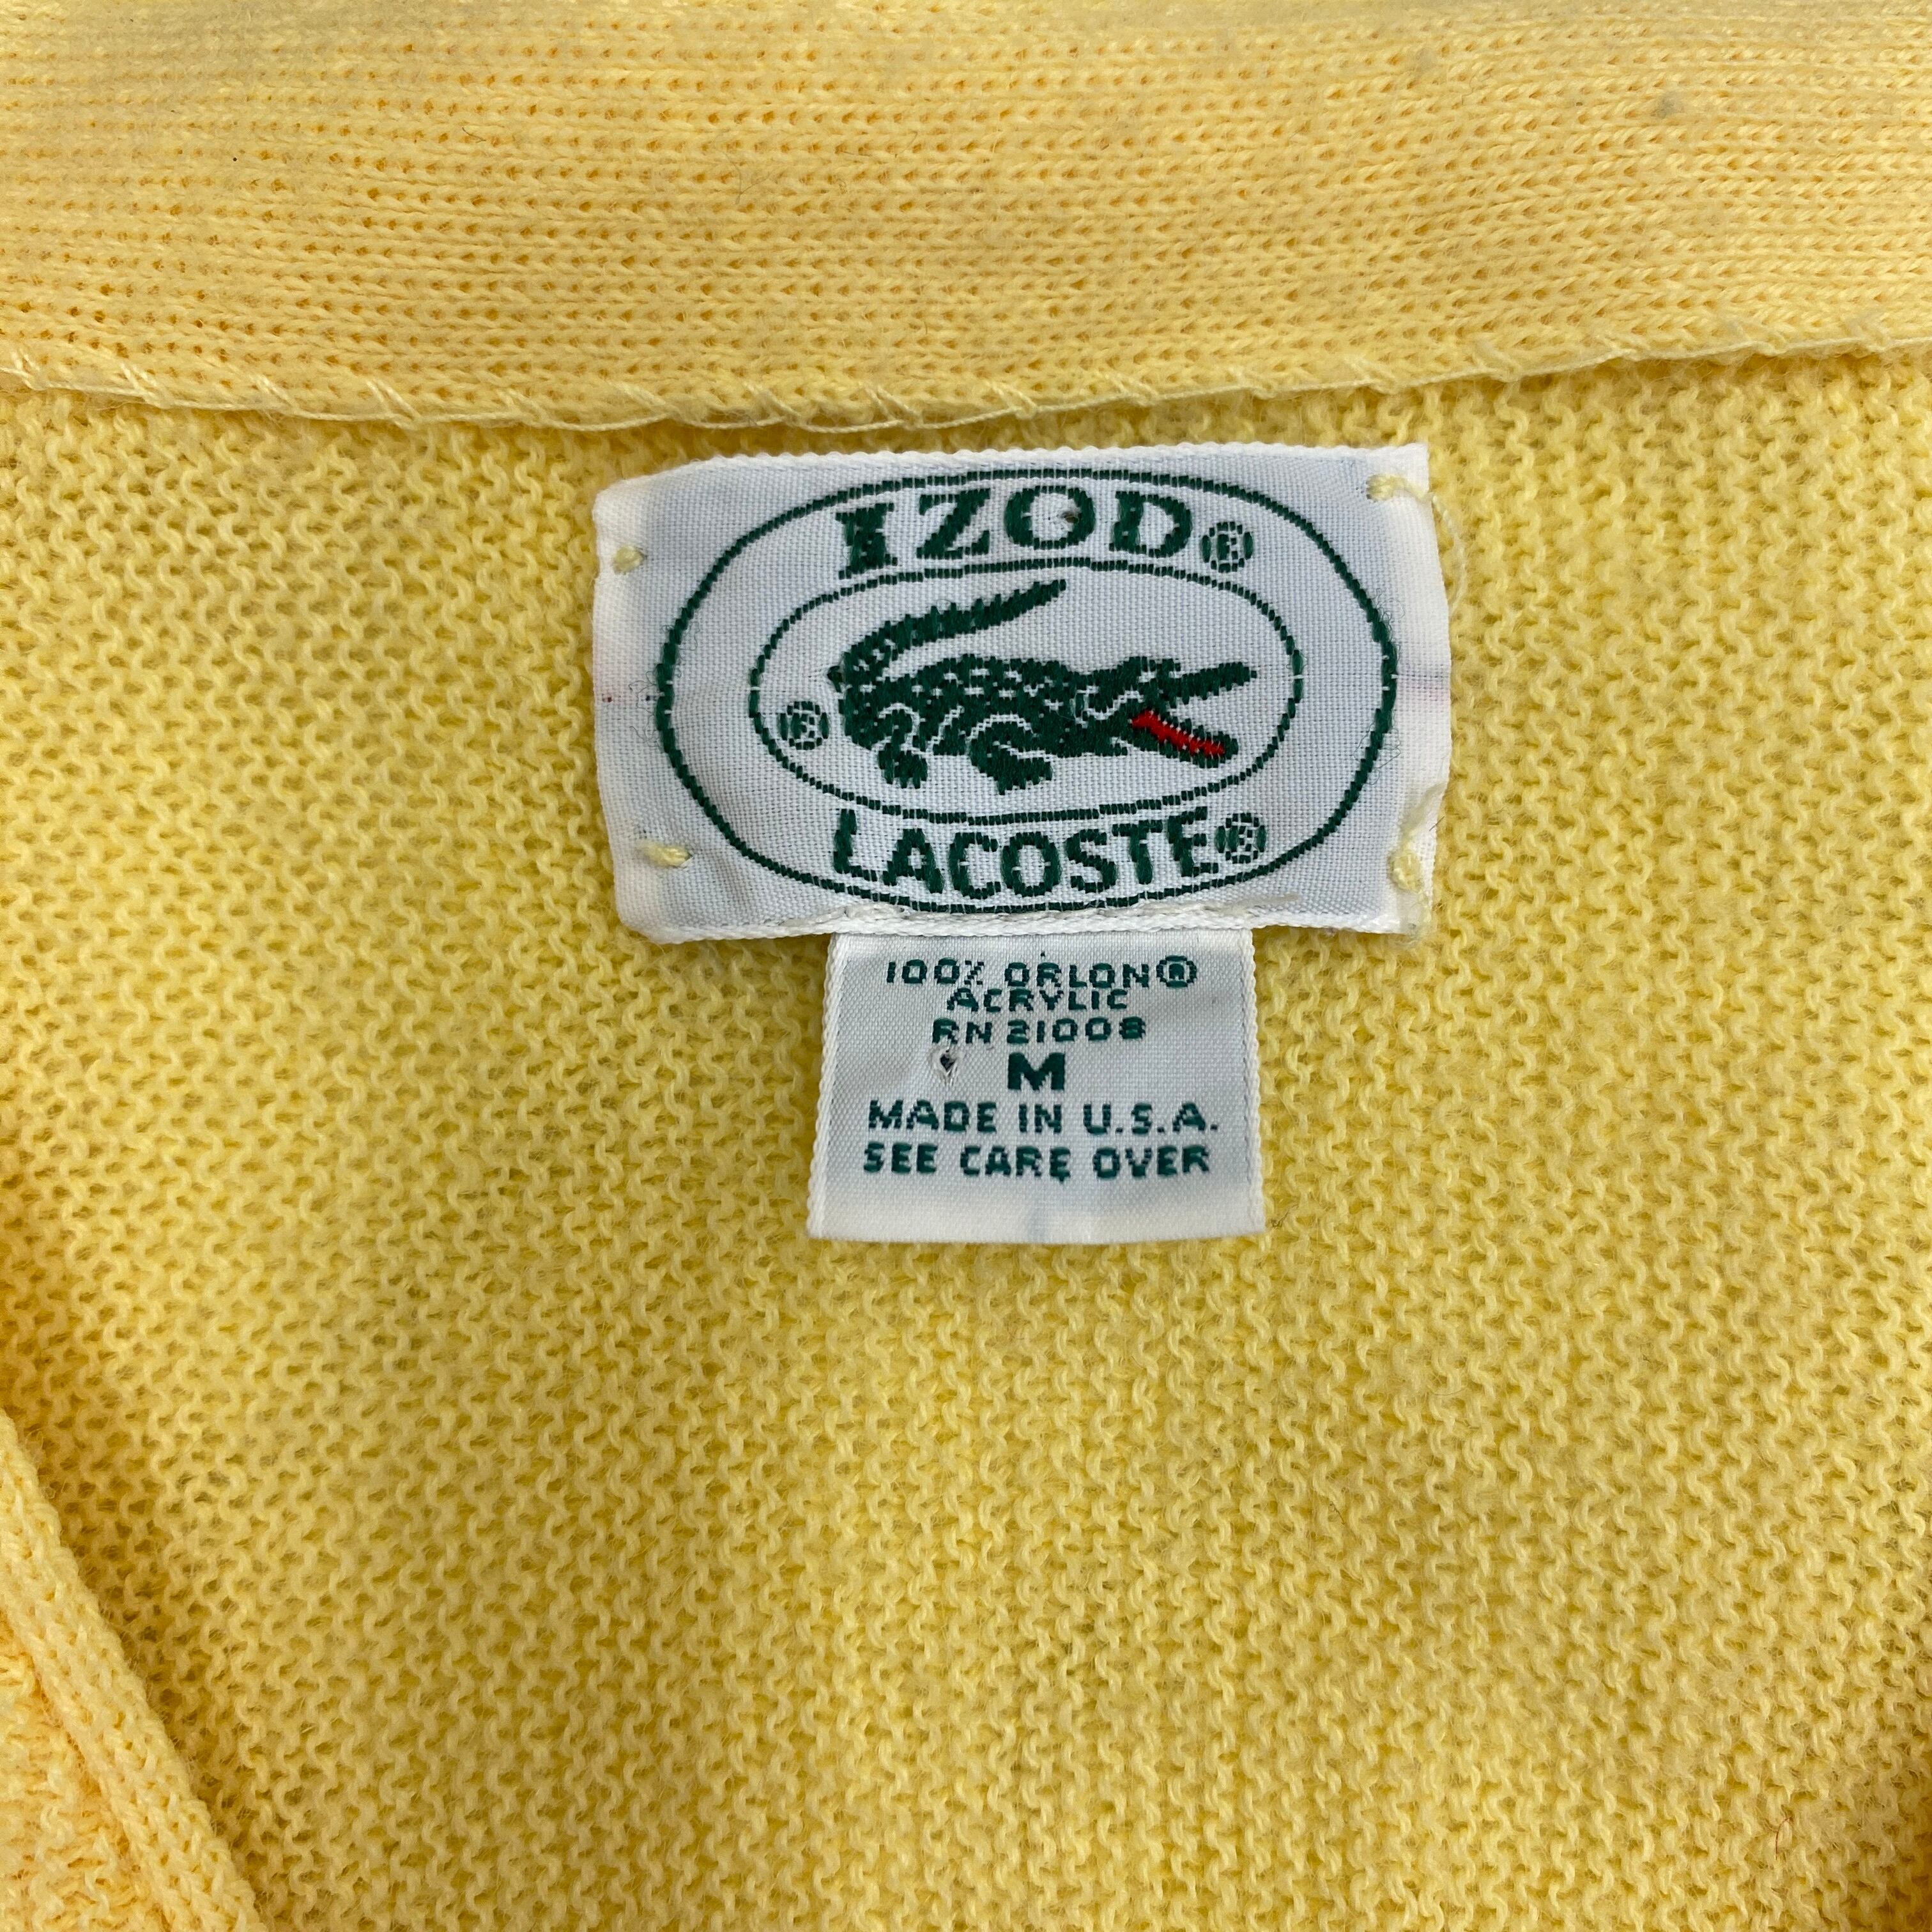 IZOD®
®
LACOSTE®
100% ORLON®
ACRYLIC
RN 21008
M
MADE IN U.S.A.
SEE CARE OVER